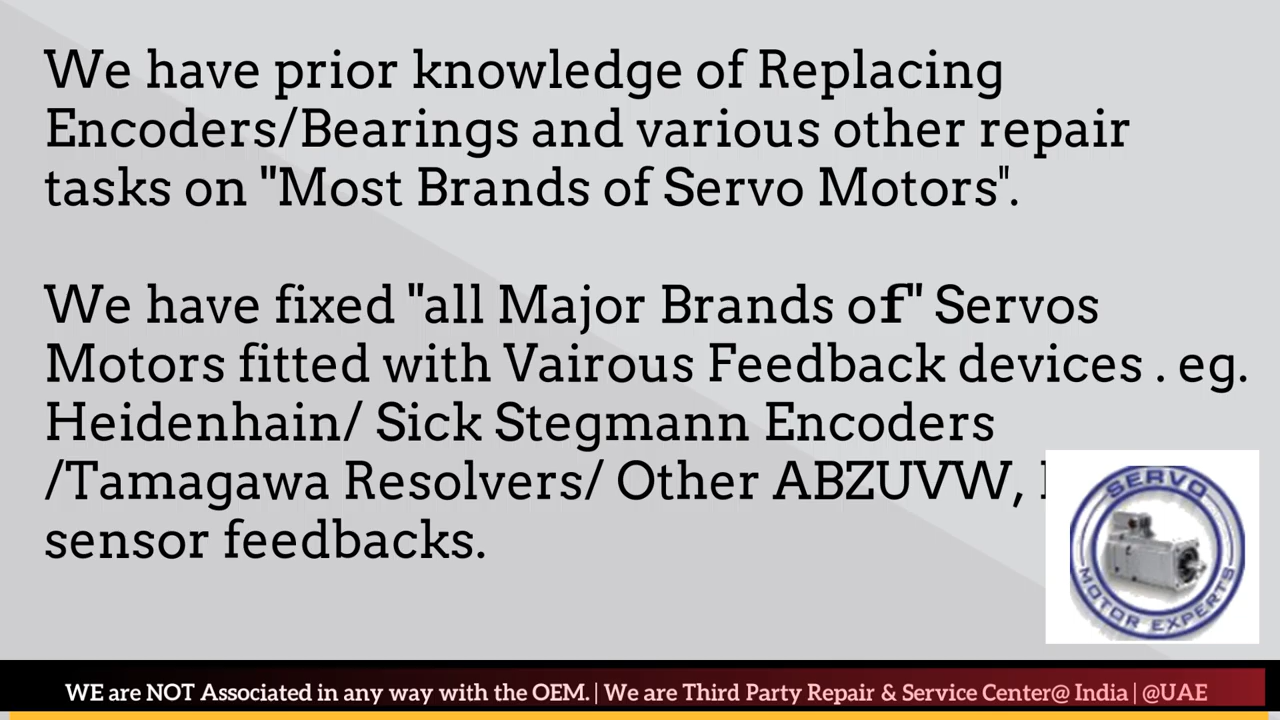 We have prior knowledge of Replacing
Encoders/Bearings and various other repair
tasks on "Most Brands of Servo Motors".
We have fixed "all Major Brands of" Servos
Motors fitted with Vairous Feedback devices . eg.
Heidenhain/ Sick Stegmann Encoders
/Tamagawa Resolvers/ Other ABZUVW,
sensor feedbacks.
SERVO
MOTOR EXPERTS
WE are NOT Associated in any way with the OEM. | We are Third Party Repair & Service Center@ India | @UAE